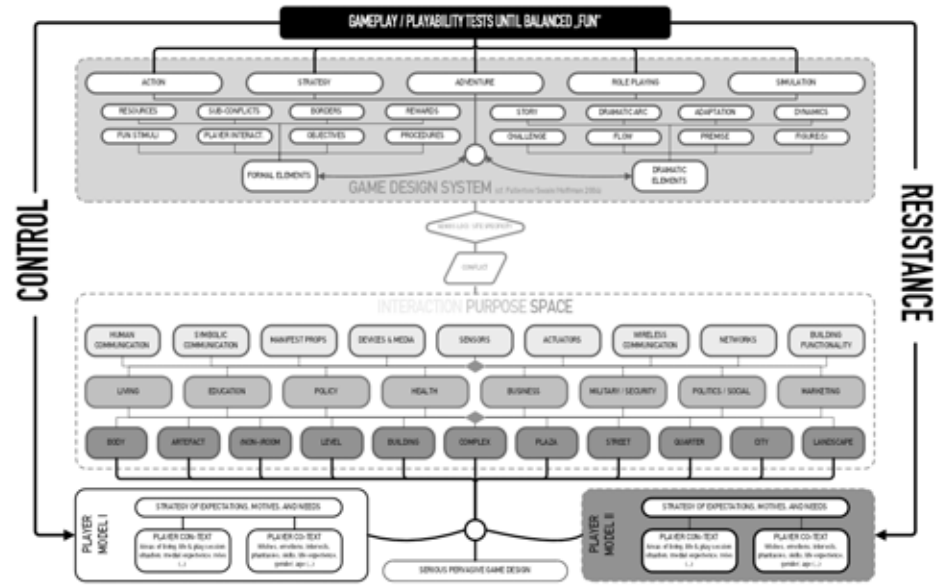 GAMEPLAY / PLAYABILITY TESTS UNTIL BALANCED „FUN“
CONTROL
RESISTANCE
ACTION STRATEGY ADVENTURE ROLE PLAYING SIMULATION
RESOURCES SUB-CONFLICTS BORDERS REWARDS STORY DRAMATIC ARC ADAPTATION DYNAMICS
FUN STIMULI PLAYER INTERACT. OBJECTIVES PROCEDURES CHALLENGE FLOW PREMISE FIGURE(S)
FORMAL ELEMENTS
DRAMATIC
ELEMENTS
GAME DESIGN SYSTEM
CONFLICT
INTERACTION PURPOSE SPACE
HUMAN
COMMUNICATION
SYMBOLIC
COMMUNICATION
MANIFEST PROPS
DEVICES & MEDIA
SENSORS
ACTUATORS
WIRELESS
COMMUNICATION
NETWORKS
BUILDING
FUNCTIONALITY
LIVING EDUCATION POLICY HEALTH BUSINESS MILITARY / SECURITY POLITICS / SOCIAL MARKETING
BODY ARTEFACT (NON-)ROOM LEVEL BUILDING COMPLEX PLAZA STREET QUARTER CITY LANDSCAPE
PLAYER
MODEL I
STRATEGY OF EXPECTATIONS, MOTIVES, AND NEEDS
PLAYER CON-TEXT
PLAYER CO-TEXT
PLAYER
MODEL II
STRATEGY OF EXPECTATIONS, MOTIVES, AND NEEDS
PLAYER CON-TEXT
PLAYER CO-TEXT
SERIOUS PERVASIVE GAME DESIGN